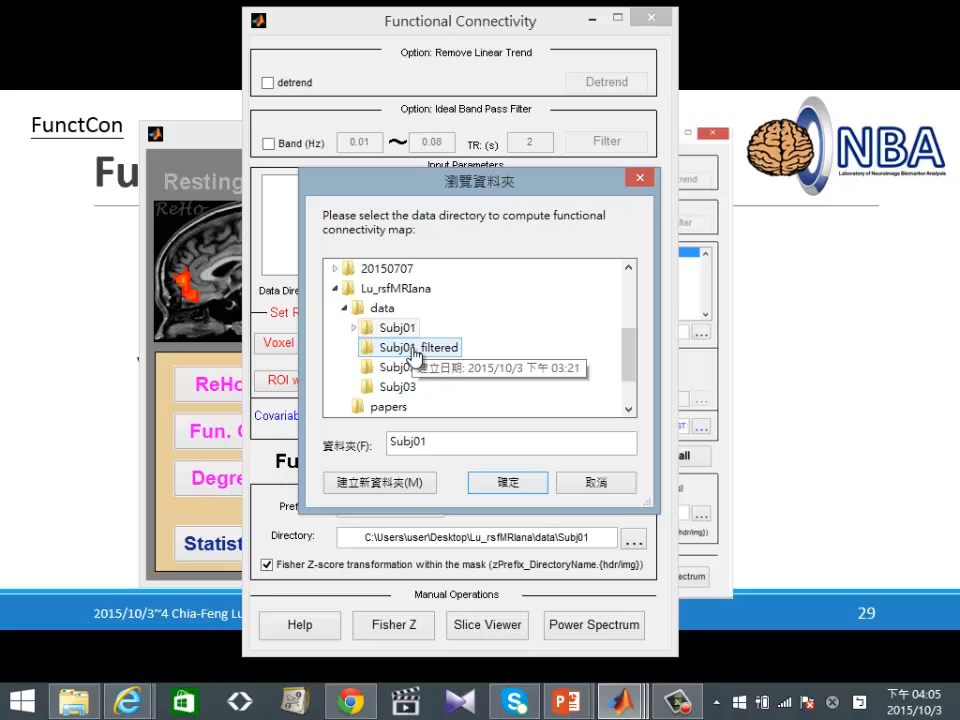 Functional Connectivity
Option: Remove Linear Trend
detrend
Detrend
Option: Ideal Band Pass Filter
Band (Hz)
0.01
~
0.08
TR: (s)
2
Filter
Input Parameters
FunctCon
NBA
Laboratory of Neuroimage Biomarker Analysis
Resting
ReHo
瀏覽資料夾
Please select the data directory to compute functional
connectivity map:
20150707
Lu_rsfMRIana
data
Subj01
Subj01_filtered
建立日期: 2015/10/3 下午 03:21
Subj03
papers
資料夾(F):
Subj01
建立新資料夾(M)
確定
取消
Data Dire
Set R
Voxel
ROI w
Covariab
Fu
ReHo
Fun. C
Degre
Statist
Pref
Directory:
C:\Users\user\Desktop\Lu_rsfMRIana\data\Subj01
...
Fisher Z-score transformation within the mask (zPrefix_DirectoryName.{hdr/img})
Manual Operations
Help
Fisher Z
Slice Viewer
Power Spectrum
2015/10/3~4 Chia-Feng Lu
29
下午 04:05
2015/10/3